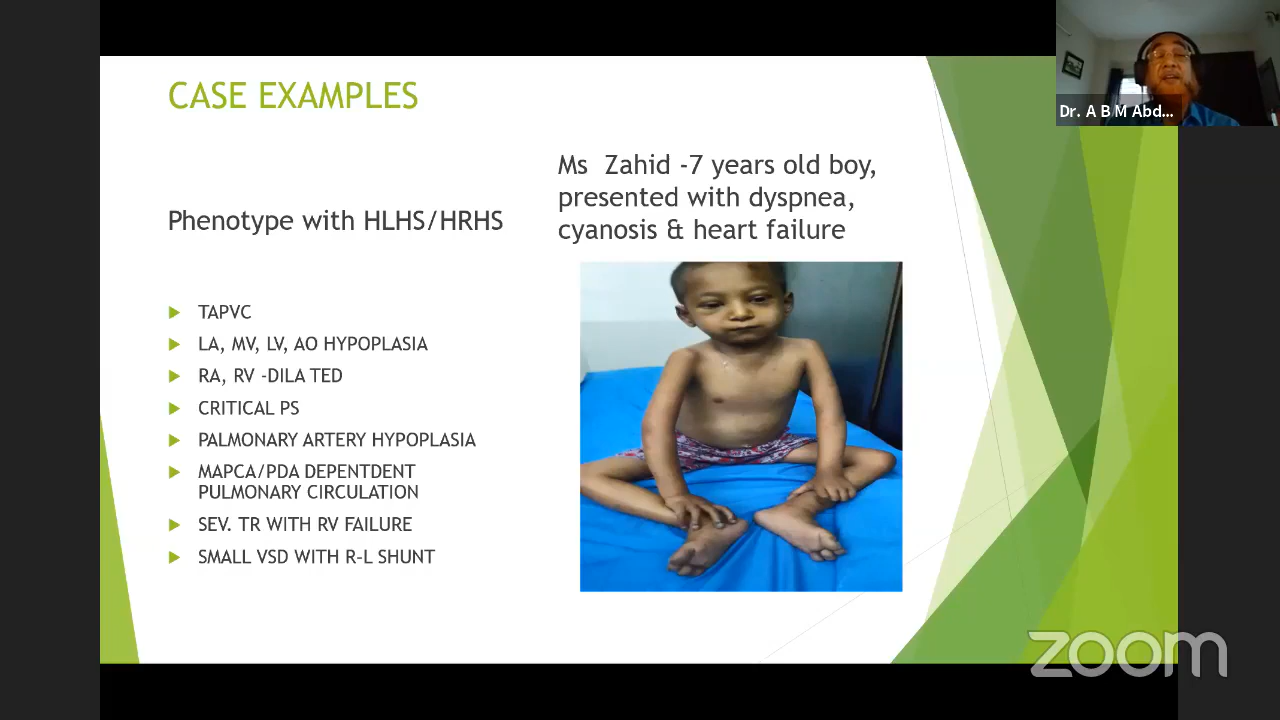 CASE EXAMPLES
Phenotype with HLHS/HRHS
TAPVC
LA, MV, LV, AO HYPOPLASIA
RA, RV -DILA TED
CRITICAL PS
PALMONARY ARTERY HYPOPLASIA
MAPCA/PDA DEPENTDENT
PULMONARY CIRCULATION
SEV. TR WITH RV FAILURE
SMALL VSD WITH R-L SHUNT
Ms Zahid -7 years old boy,
presented with dyspnea,
cyanosis & heart failure
Dr. A B M Abd...
zoom